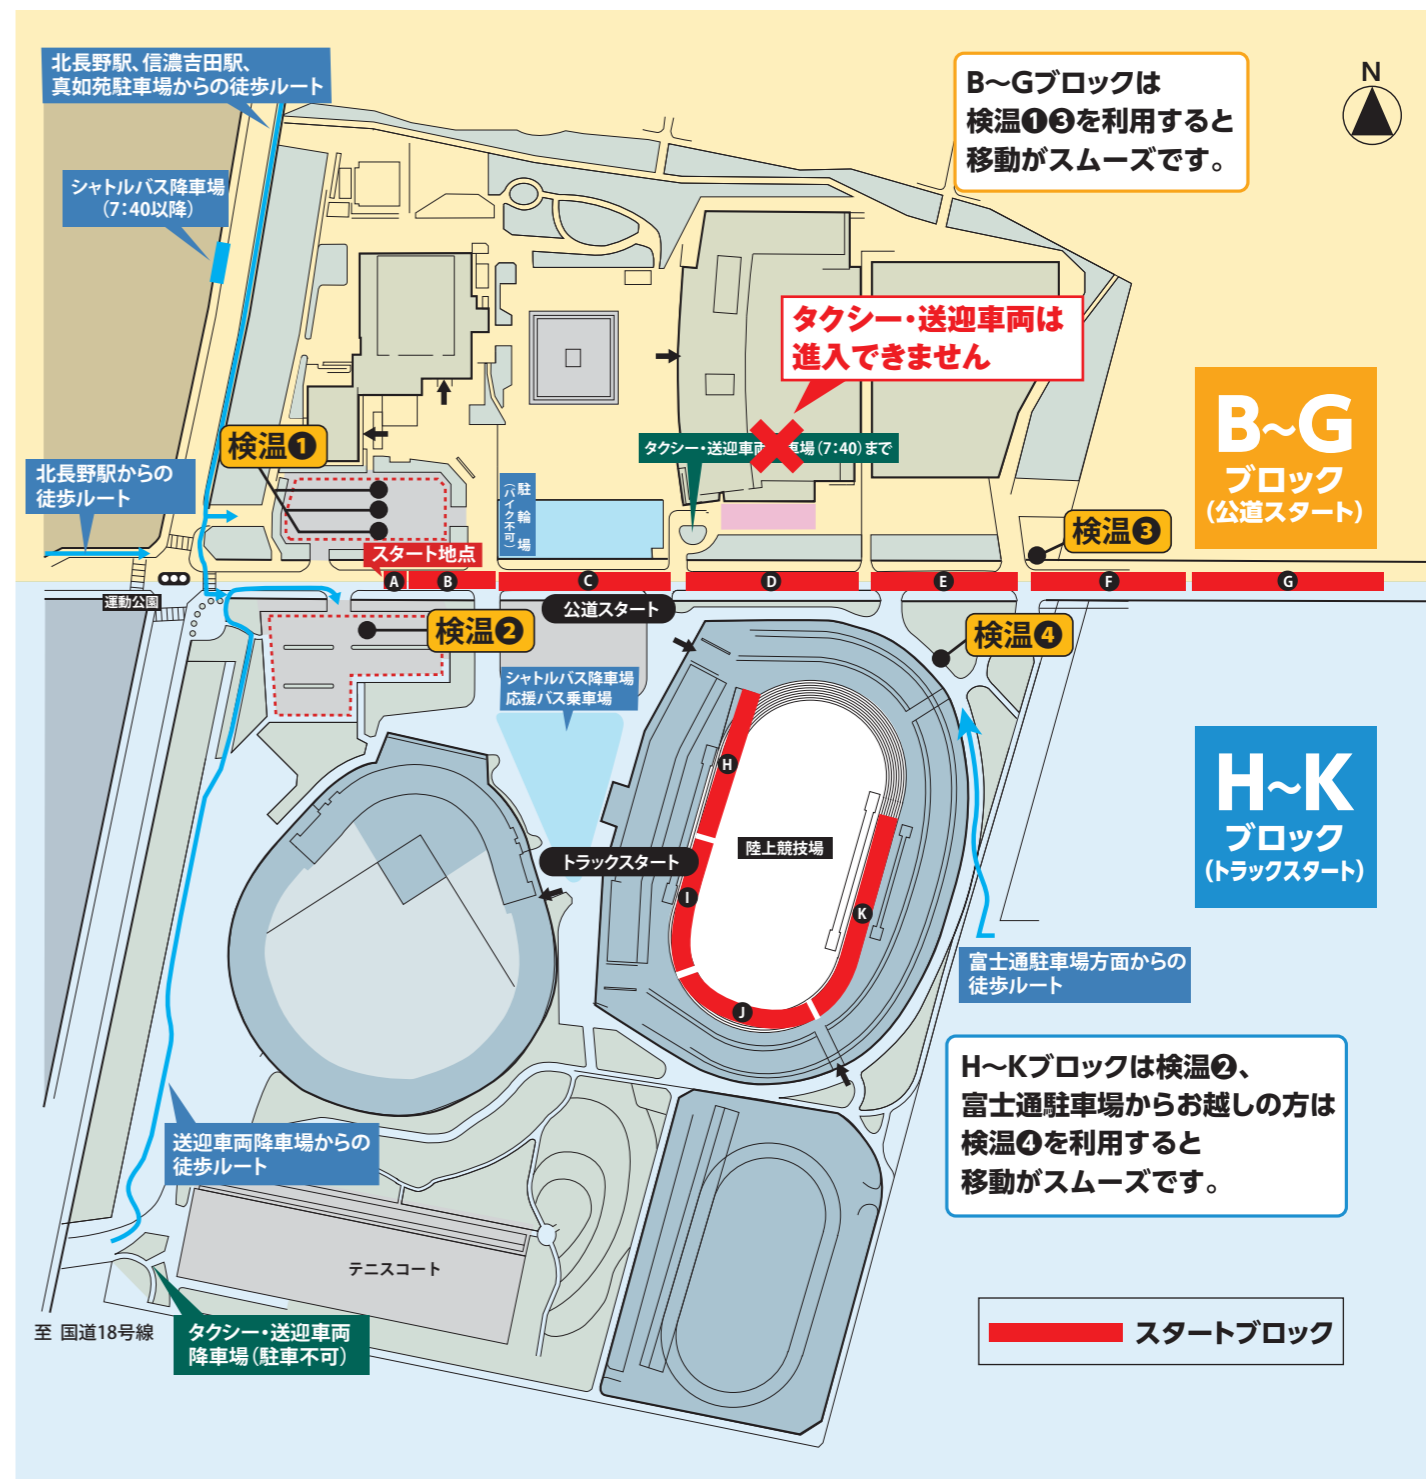 北長野駅、信濃吉田駅、
真如苑駐車場からの徒歩ルート
B～Gブロックは
検温❶❸を利用すると
移動がスムーズです。
N
シャトルバス降車場
（7：40以降）
タクシー・送迎車両は
進入できません
B～G
ブロック
（公道スタート）
検温❶
タクシー・送迎車両
車場（7：40）まで
北長野駅からの
徒歩ルート
駐輪場
（バイク不可）
検温❸
スタート地点
A
B
C
D
E
F
G
運動公園
公道スタート
検温❷
検温❹
シャトルバス降車場
応援バス乗車場
H
H～K
ブロック
（トラックスタート）
陸上競技場
トラックスタート
I
K
J
富士通駐車場方面からの
徒歩ルート
H～Kブロックは検温❷、
富士通駐車場からお越しの方は
検温❹を利用すると
移動がスムーズです。
送迎車両降車場からの
徒歩ルート
テニスコート
至 国道18号線
タクシー・送迎車両
降車場（駐車不可）
スタートブロック